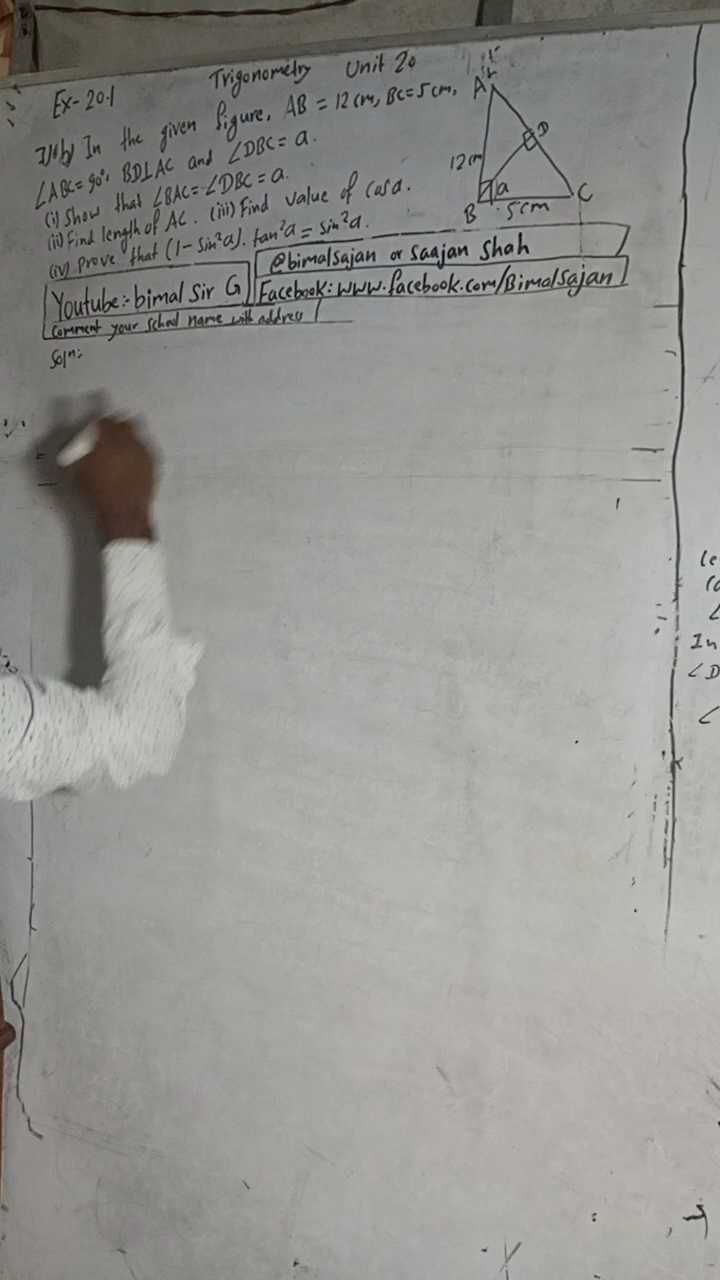 Trigonometry Unit 20
Ex-20.1
In the given figure, AB = 12 cm, BC = 5 cm,
∠ABC = 90°, BD⊥AC and ∠DBC = a.
(i) Show that ∠BAC = ∠DBC = a.
(ii) Find length of AC. (iii) Find value of cos a.
(iv) prove that (1 - sin²a). tan²a = sin²a.
A
D
12 cm
a
B
5cm
C
@bimalsajan or saajan Shah
Youtube:- bimal Sir G
Facebook: www.facebook.com/Bimalsajan
Comment your school name with address
Solⁿ:
In
∠D
∠